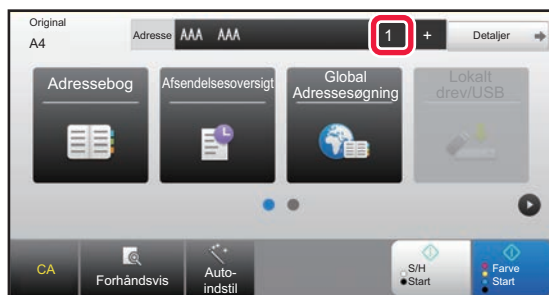 Original
A4
Adresse AAA AAA 1 + Detaljer
Adressebog
Afsendelsesoversigt
Global
Adressesøgning
Lokalt
drev/USB
CA
Forhåndsvis
Auto-
indstil
S/H
Start
Farve
Start